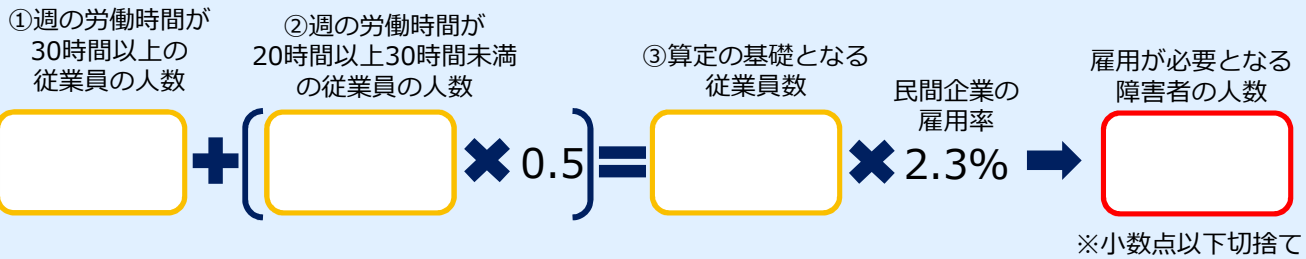 ①週の労働時間が
30時間以上の
従業員の人数
②週の労働時間が
20時間以上30時間未満
の従業員の人数
0.5
③算定の基礎となる
従業員数
民間企業の
雇用率
2.3%
雇用が必要となる
障害者の人数
※小数点以下切捨て